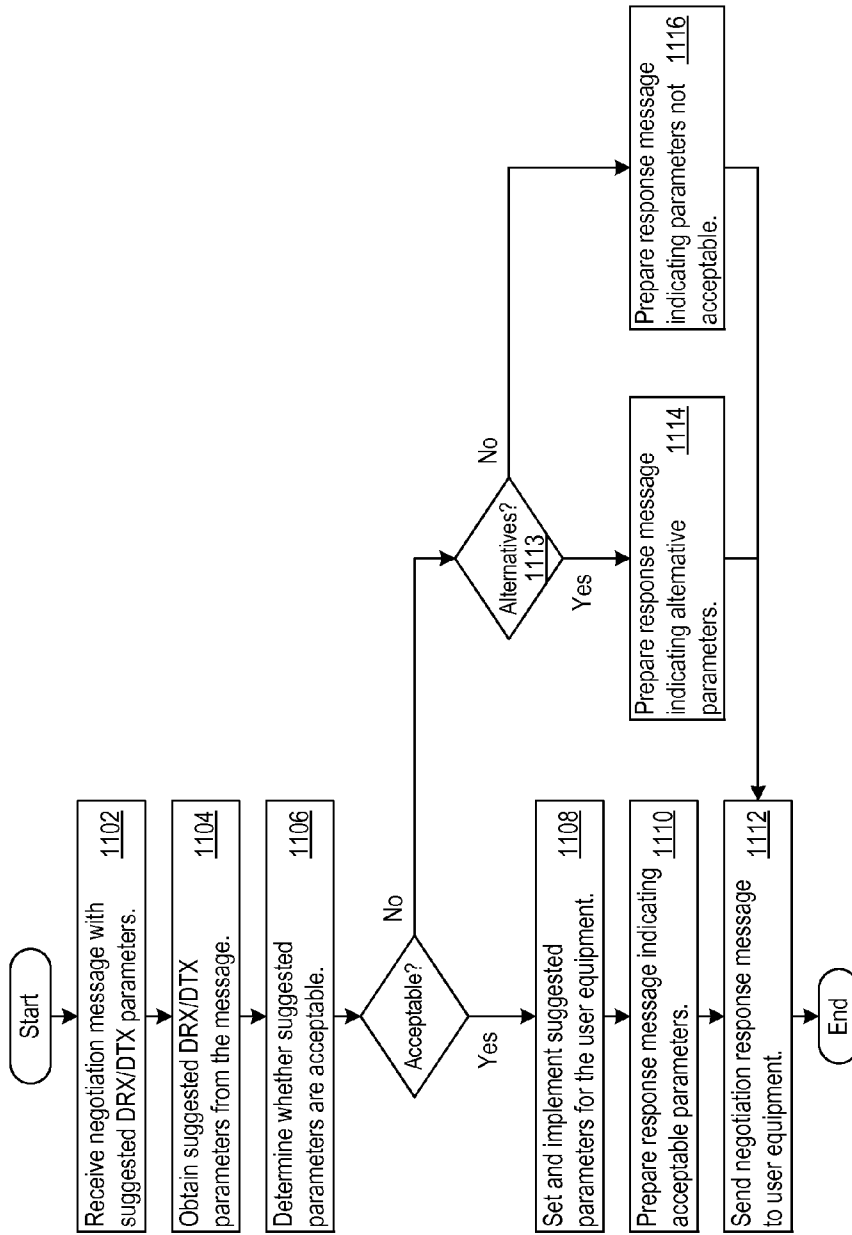 Start
Receive negotiation message with
suggested DRX/DTX parameters. 1102
Obtain suggested DRX/DTX
parameters from the message. 1104
Determine whether suggested
parameters are acceptable. 1106
Acceptable?
Yes
No
Set and implement suggested
parameters for the user equipment. 1108
Prepare response message indicating
acceptable parameters. 1110
Send negotiation response message
to user equipment. 1112
End
Alternatives?
1113
Yes
No
Prepare response message
indicating alternative
parameters. 1114
Prepare response message
indicating parameters not
acceptable. 1116